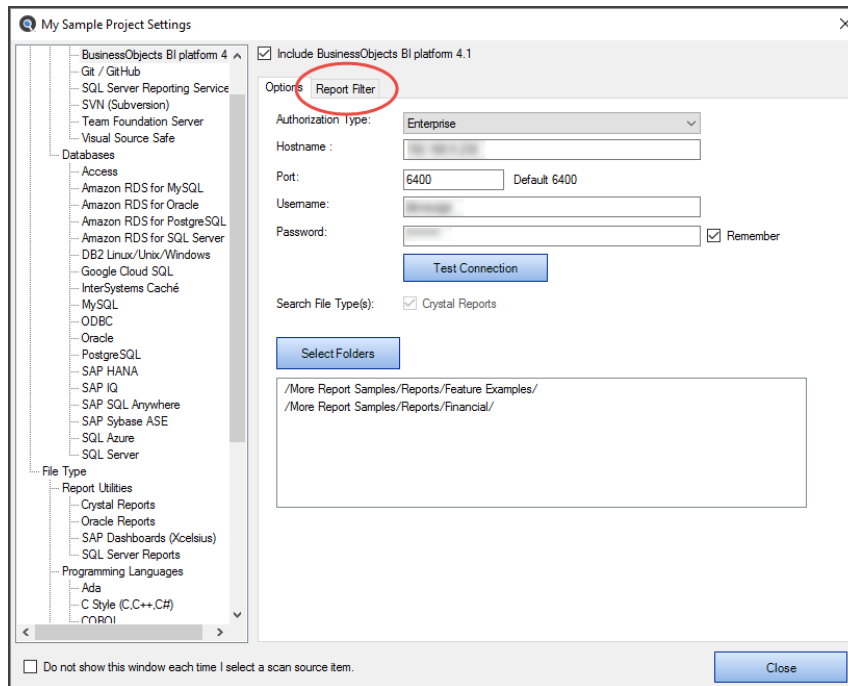 My Sample Project Settings
BusinessObjects BI platform 4
Git / GitHub
SQL Server Reporting Service
SVN (Subversion)
Team Foundation Server
Visual Source Safe
Databases
Access
Amazon RDS for MySQL
Amazon RDS for Oracle
Amazon RDS for PostgreSQL
Amazon RDS for SQL Server
DB2 Linux/Unix/Windows
Google Cloud SQL
InterSystems Caché
MySQL
ODBC
Oracle
PostgreSQL
SAP HANA
SAP IQ
SAP SQL Anywhere
SAP Sybase ASE
SQL Azure
SQL Server
File Type
Report Utilities
Crystal Reports
Oracle Reports
SAP Dashboards (Xcelsius)
SQL Server Reports
Programming Languages
Ada
C Style (C,C++,C#)
COBOL
Include BusinessObjects BI platform 4.1
Options Report Filter
Authorization Type: Enterprise
Hostname :
Port: 6400 Default 6400
Username:
Password: Remember
Test Connection
Search File Type(s): Crystal Reports
Select Folders
/More Report Samples/Reports/Feature Examples/
/More Report Samples/Reports/Financial/
Do not show this window each time I select a scan source item.
Close